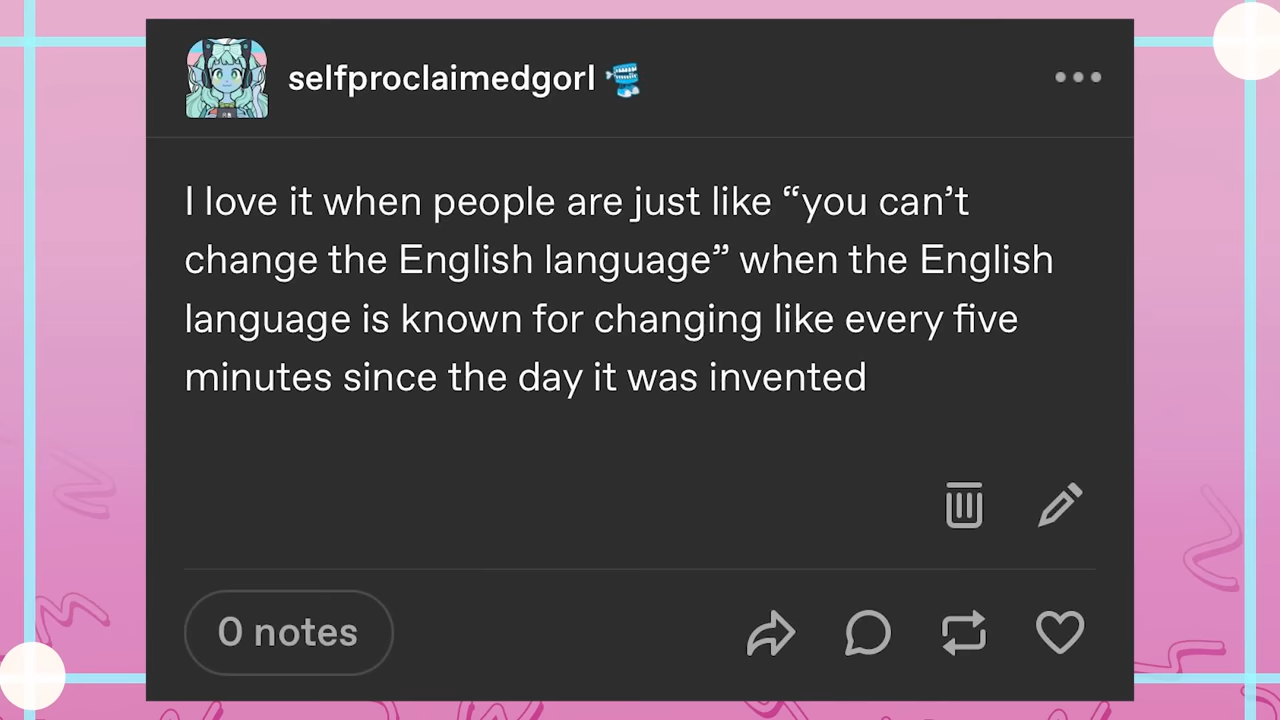 selfproclaimedgorl
I love it when people are just like “you can’t
change the English language” when the English
language is known for changing like every five
minutes since the day it was invented
0 notes